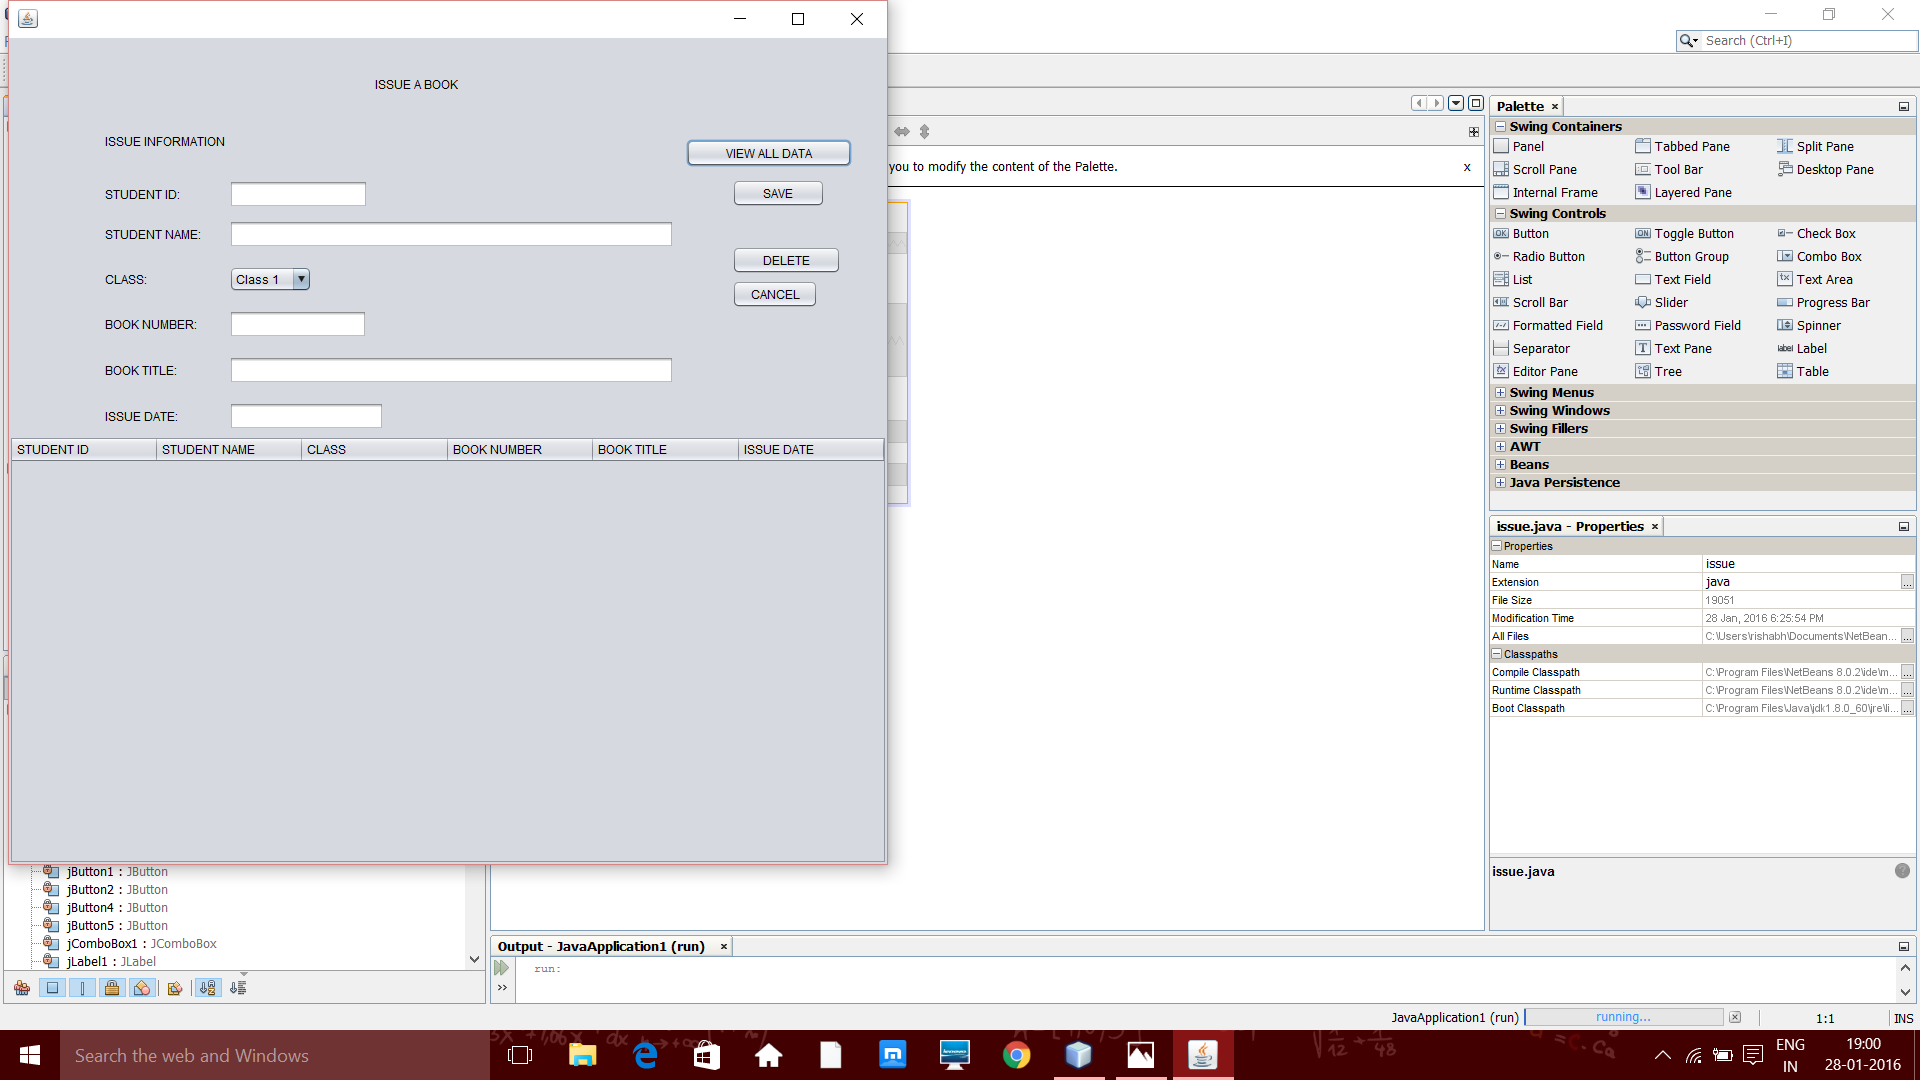 ISSUE A BOOK
ISSUE INFORMATION
VIEW ALL DATA
STUDENT ID:
SAVE
STUDENT NAME:
DELETE
CLASS:
Class 1
CANCEL
BOOK NUMBER:
BOOK TITLE:
ISSUE DATE:
STUDENT ID STUDENT NAME CLASS BOOK NUMBER BOOK TITLE ISSUE DATE
Search (Ctrl+I)
you to modify the content of the Palette. x
Palette ×
Swing Containers
Panel Tabbed Pane Split Pane
Scroll Pane Tool Bar Desktop Pane
Internal Frame Layered Pane
Swing Controls
OK Button ON Toggle Button Check Box
Radio Button Button Group Combo Box
List Text Field Text Area
Scroll Bar Slider Progress Bar
Formatted Field Password Field Spinner
Separator Text Pane label Label
Editor Pane Tree Table
Swing Menus
Swing Windows
Swing Fillers
AWT
Beans
Java Persistence
issue.java - Properties ×
Properties
Name issue
Extension java ...
File Size 19051
Modification Time 28 Jan, 2016 6:25:54 PM
All Files C:\Users\rishabh\Documents\NetBean... ...
Classpaths
Compile Classpath C:\Program Files\NetBeans 8.0.2\ide\m... ...
Runtime Classpath C:\Program Files\NetBeans 8.0.2\ide\m... ...
Boot Classpath C:\Program Files\Java\jdk1.8.0_60\jre\li... ...
issue.java ?
jButton1 : JButton
jButton2 : JButton
jButton4 : JButton
jButton5 : JButton
jComboBox1 : JComboBox
jLabel1 : JLabel
Output - JavaApplication1 (run) ×
run:
JavaApplication1 (run) running... 1:1 INS
Search the web and Windows
ENG
IN
19:00
28-01-2016